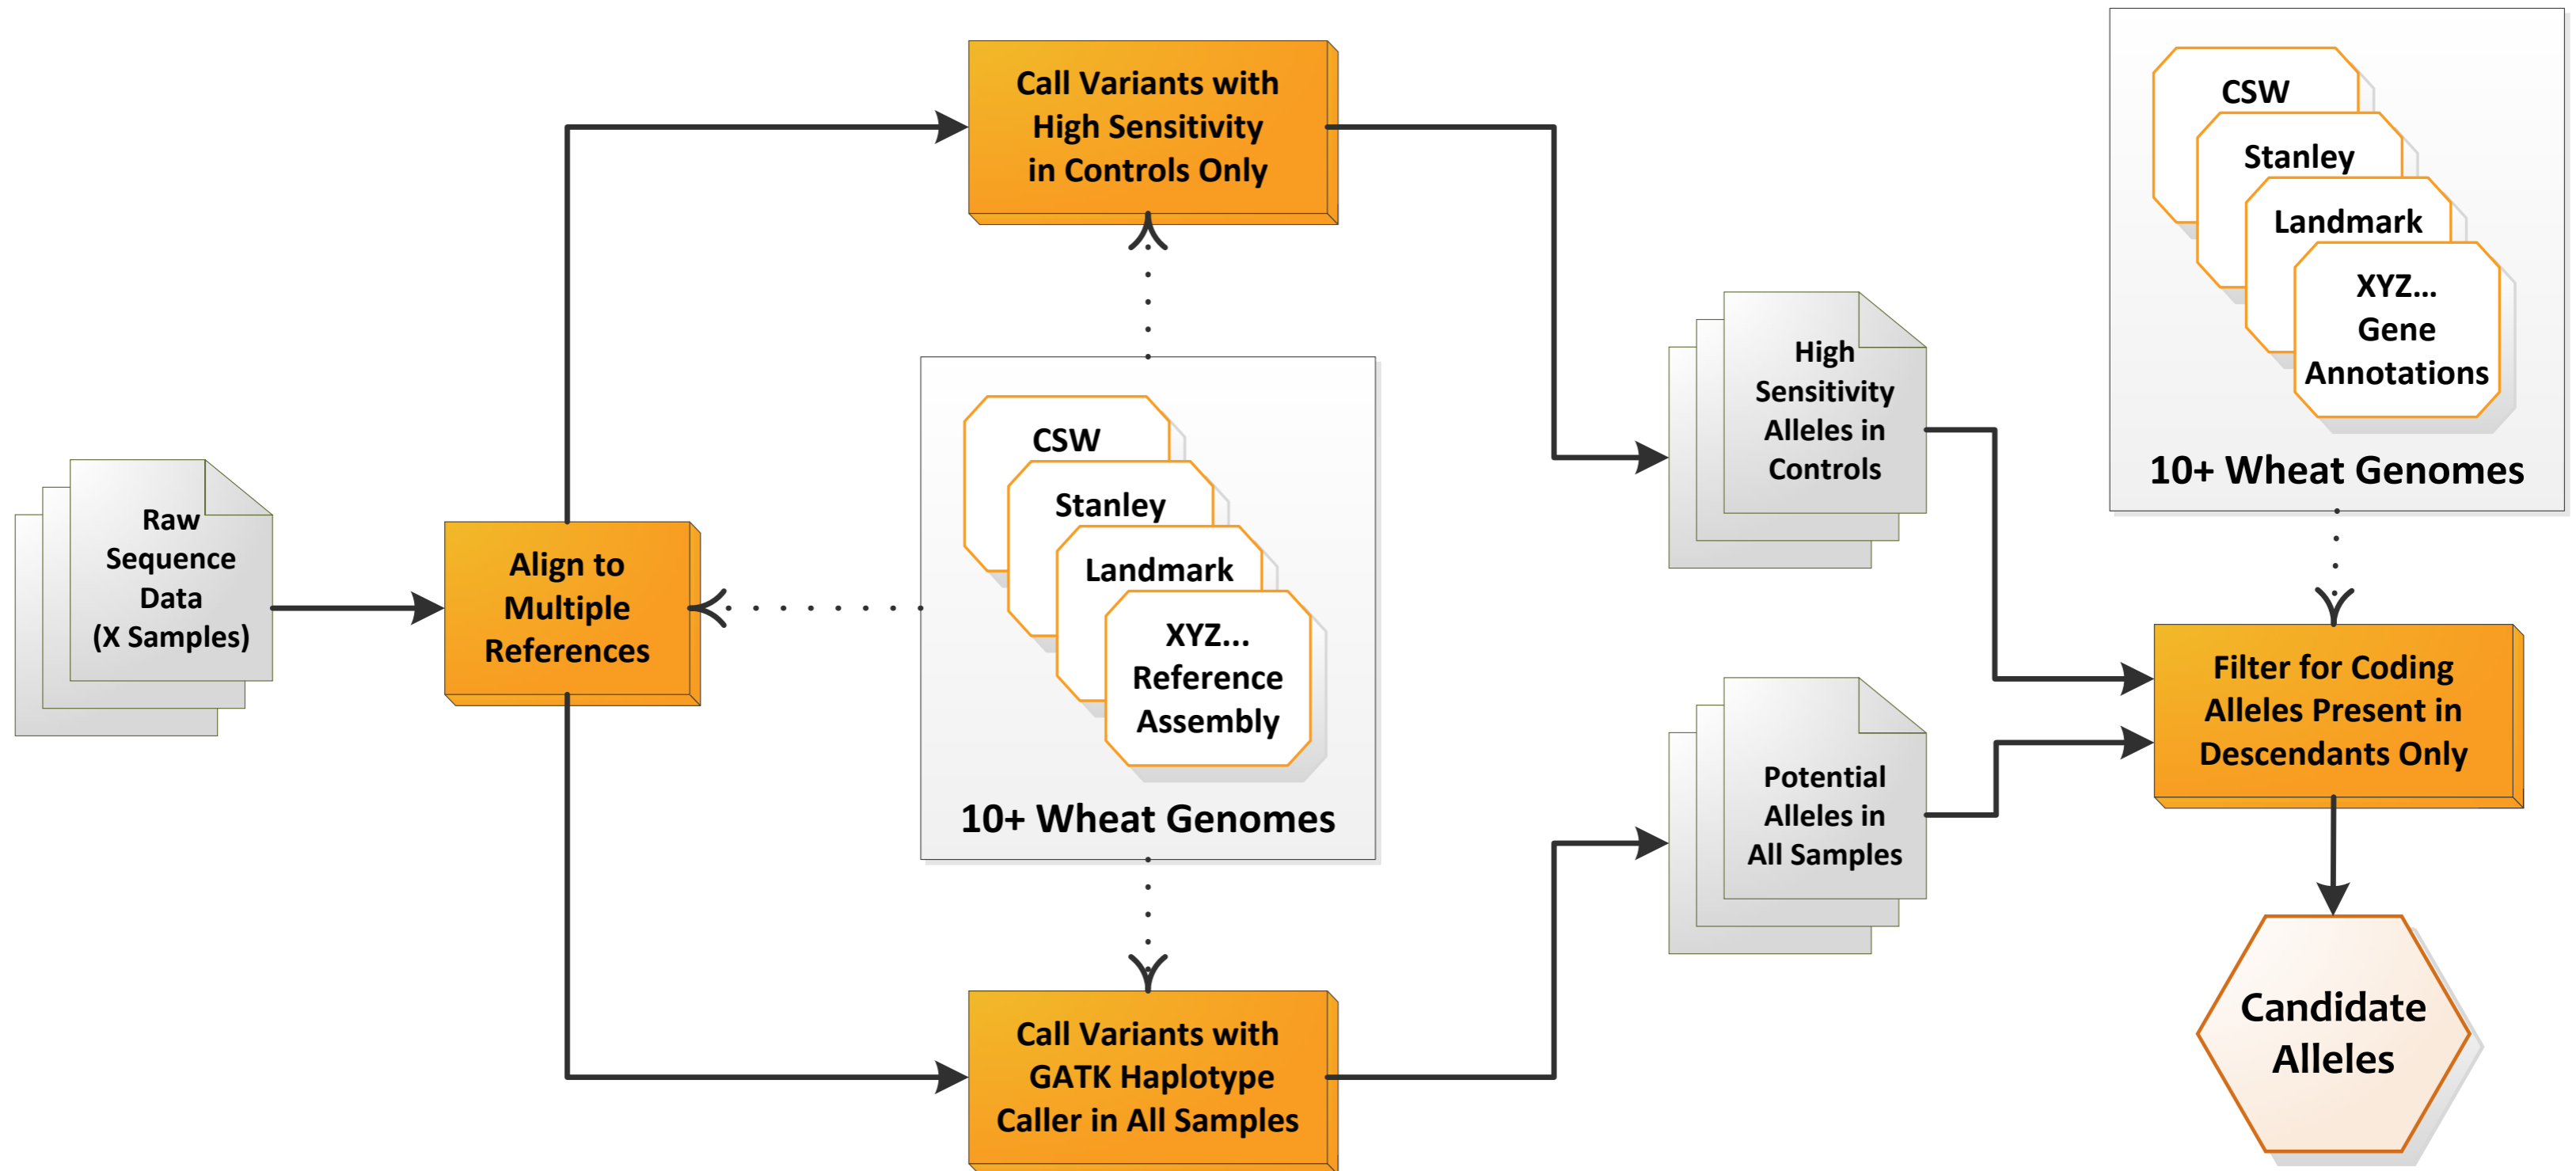 Raw
Sequence
Data
(X Samples)
Align to
Multiple
References
Call Variants with
High Sensitivity
in Controls Only
CSW
Stanley
Landmark
XYZ...
Reference
Assembly
10+ Wheat Genomes
Call Variants with
GATK Haplotype
Caller in All Samples
High
Sensitivity
Alleles in
Controls
Potential
Alleles in
All Samples
CSW
Stanley
Landmark
XYZ...
Gene
Annotations
10+ Wheat Genomes
Filter for Coding
Alleles Present in
Descendants Only
Candidate
Alleles